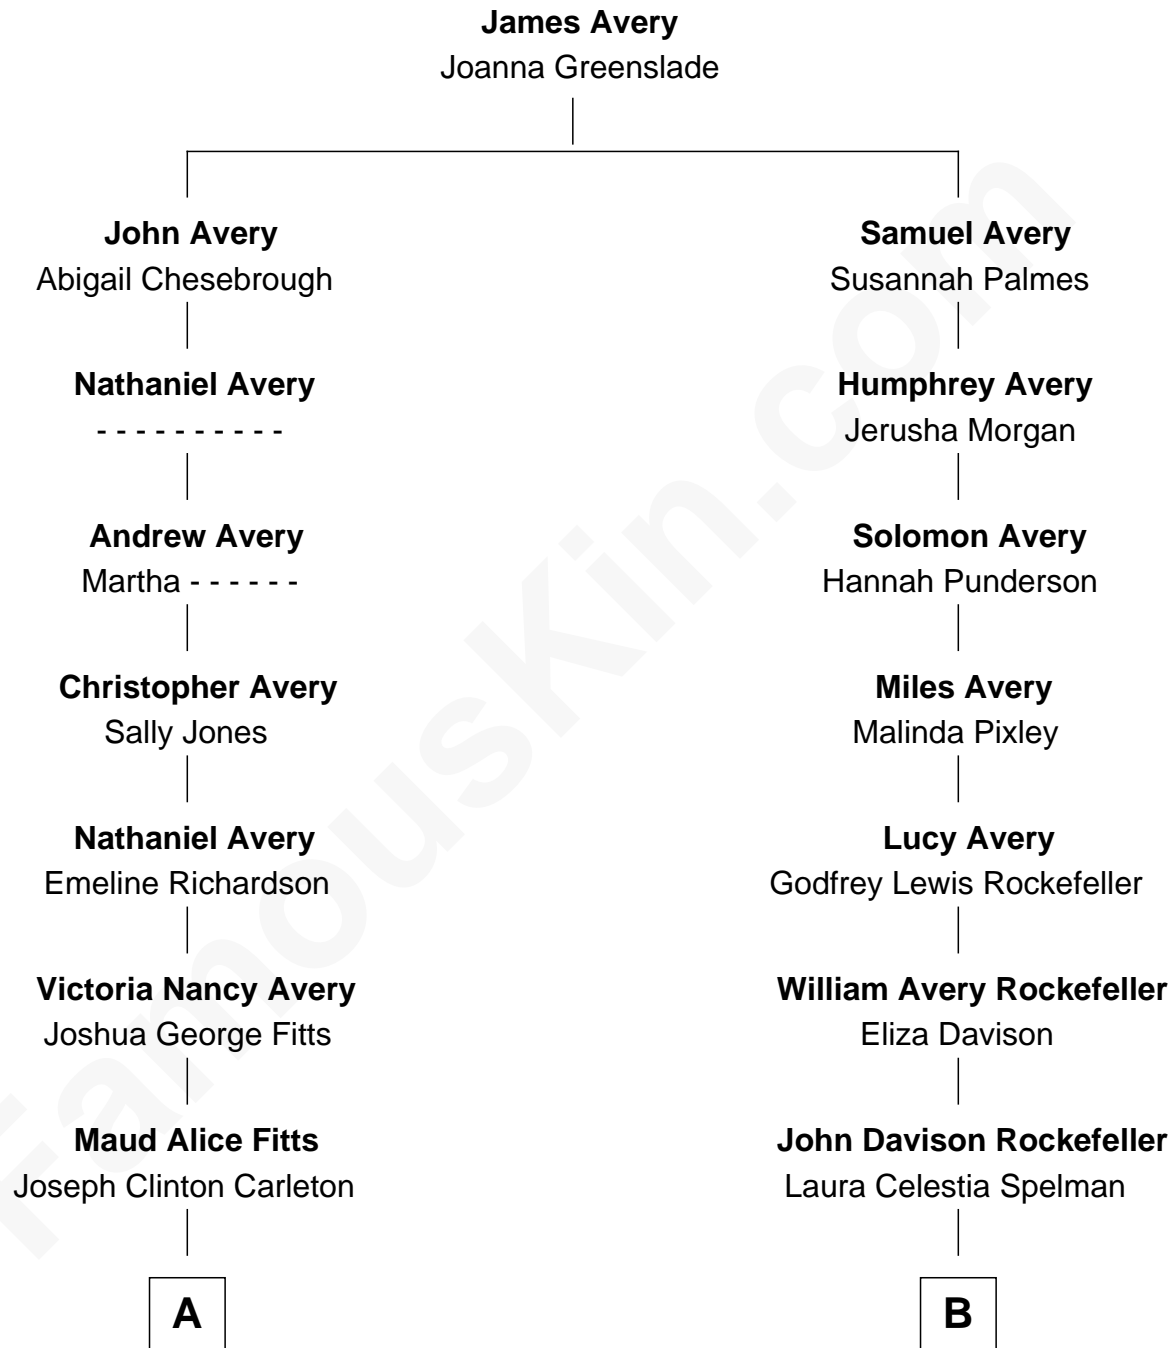 James Avery
Joanna Greenslade
John Avery
Abigail Chesebrough
Samuel Avery
Susannah Palmes
Nathaniel Avery
- - - - - - - - - -
Humphrey Avery
Jerusha Morgan
Andrew Avery
Martha - - - - - -
Solomon Avery
Hannah Punderson
Christopher Avery
Sally Jones
Miles Avery
Malinda Pixley
Nathaniel Avery
Emeline Richardson
Lucy Avery
Godfrey Lewis Rockefeller
Victoria Nancy Avery
Joshua George Fitts
William Avery Rockefeller
Eliza Davison
Maud Alice Fitts
Joseph Clinton Carleton
John Davison Rockefeller
Laura Celestia Spelman
A
B
FamousKin.com